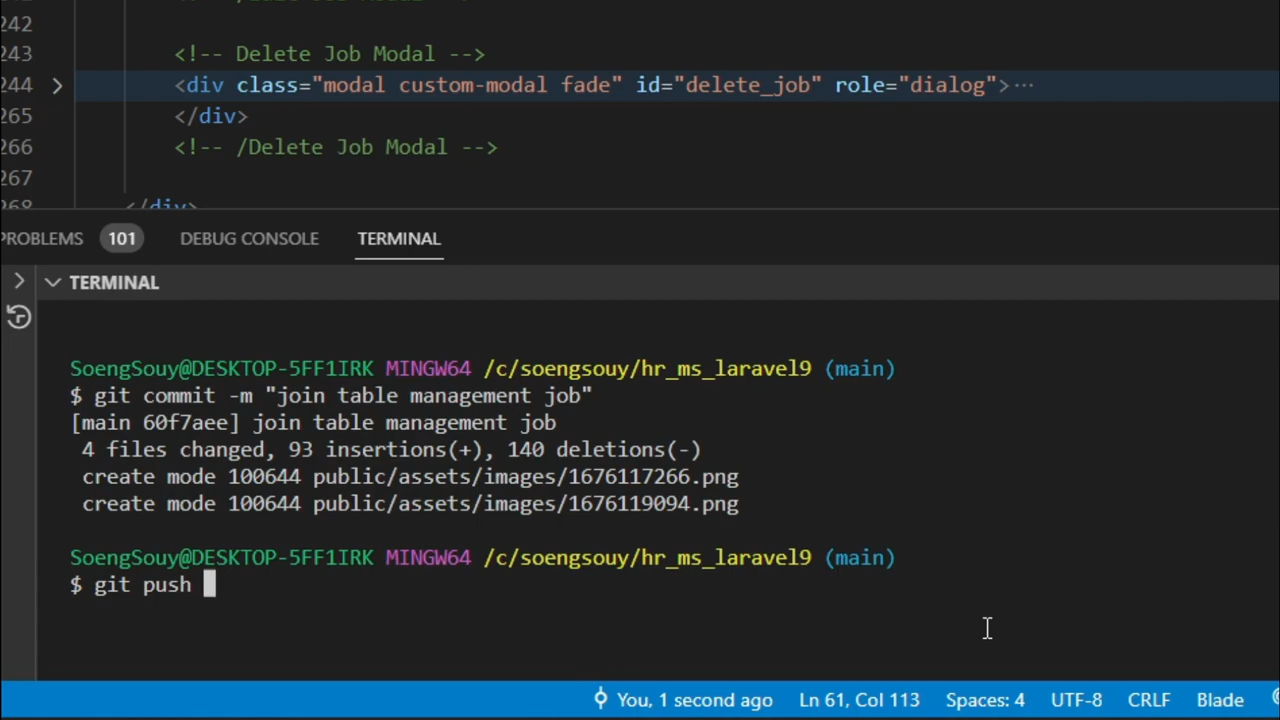 242
243 <!-- Delete Job Modal -->
244 <div class="modal custom-modal fade" id="delete_job" role="dialog">···
265 </div>
266 <!-- /Delete Job Modal -->
267
268 </div>
PROBLEMS 101 DEBUG CONSOLE TERMINAL
TERMINAL
SoengSouy@DESKTOP-5FF1IRK MINGW64 /c/soengsouy/hr_ms_laravel9 (main)
$ git commit -m "join table management job"
[main 60f7aee] join table management job
4 files changed, 93 insertions(+), 140 deletions(-)
create mode 100644 public/assets/images/1676117266.png
create mode 100644 public/assets/images/1676119094.png
SoengSouy@DESKTOP-5FF1IRK MINGW64 /c/soengsouy/hr_ms_laravel9 (main)
$ git push
You, 1 second ago Ln 61, Col 113 Spaces: 4 UTF-8 CRLF Blade